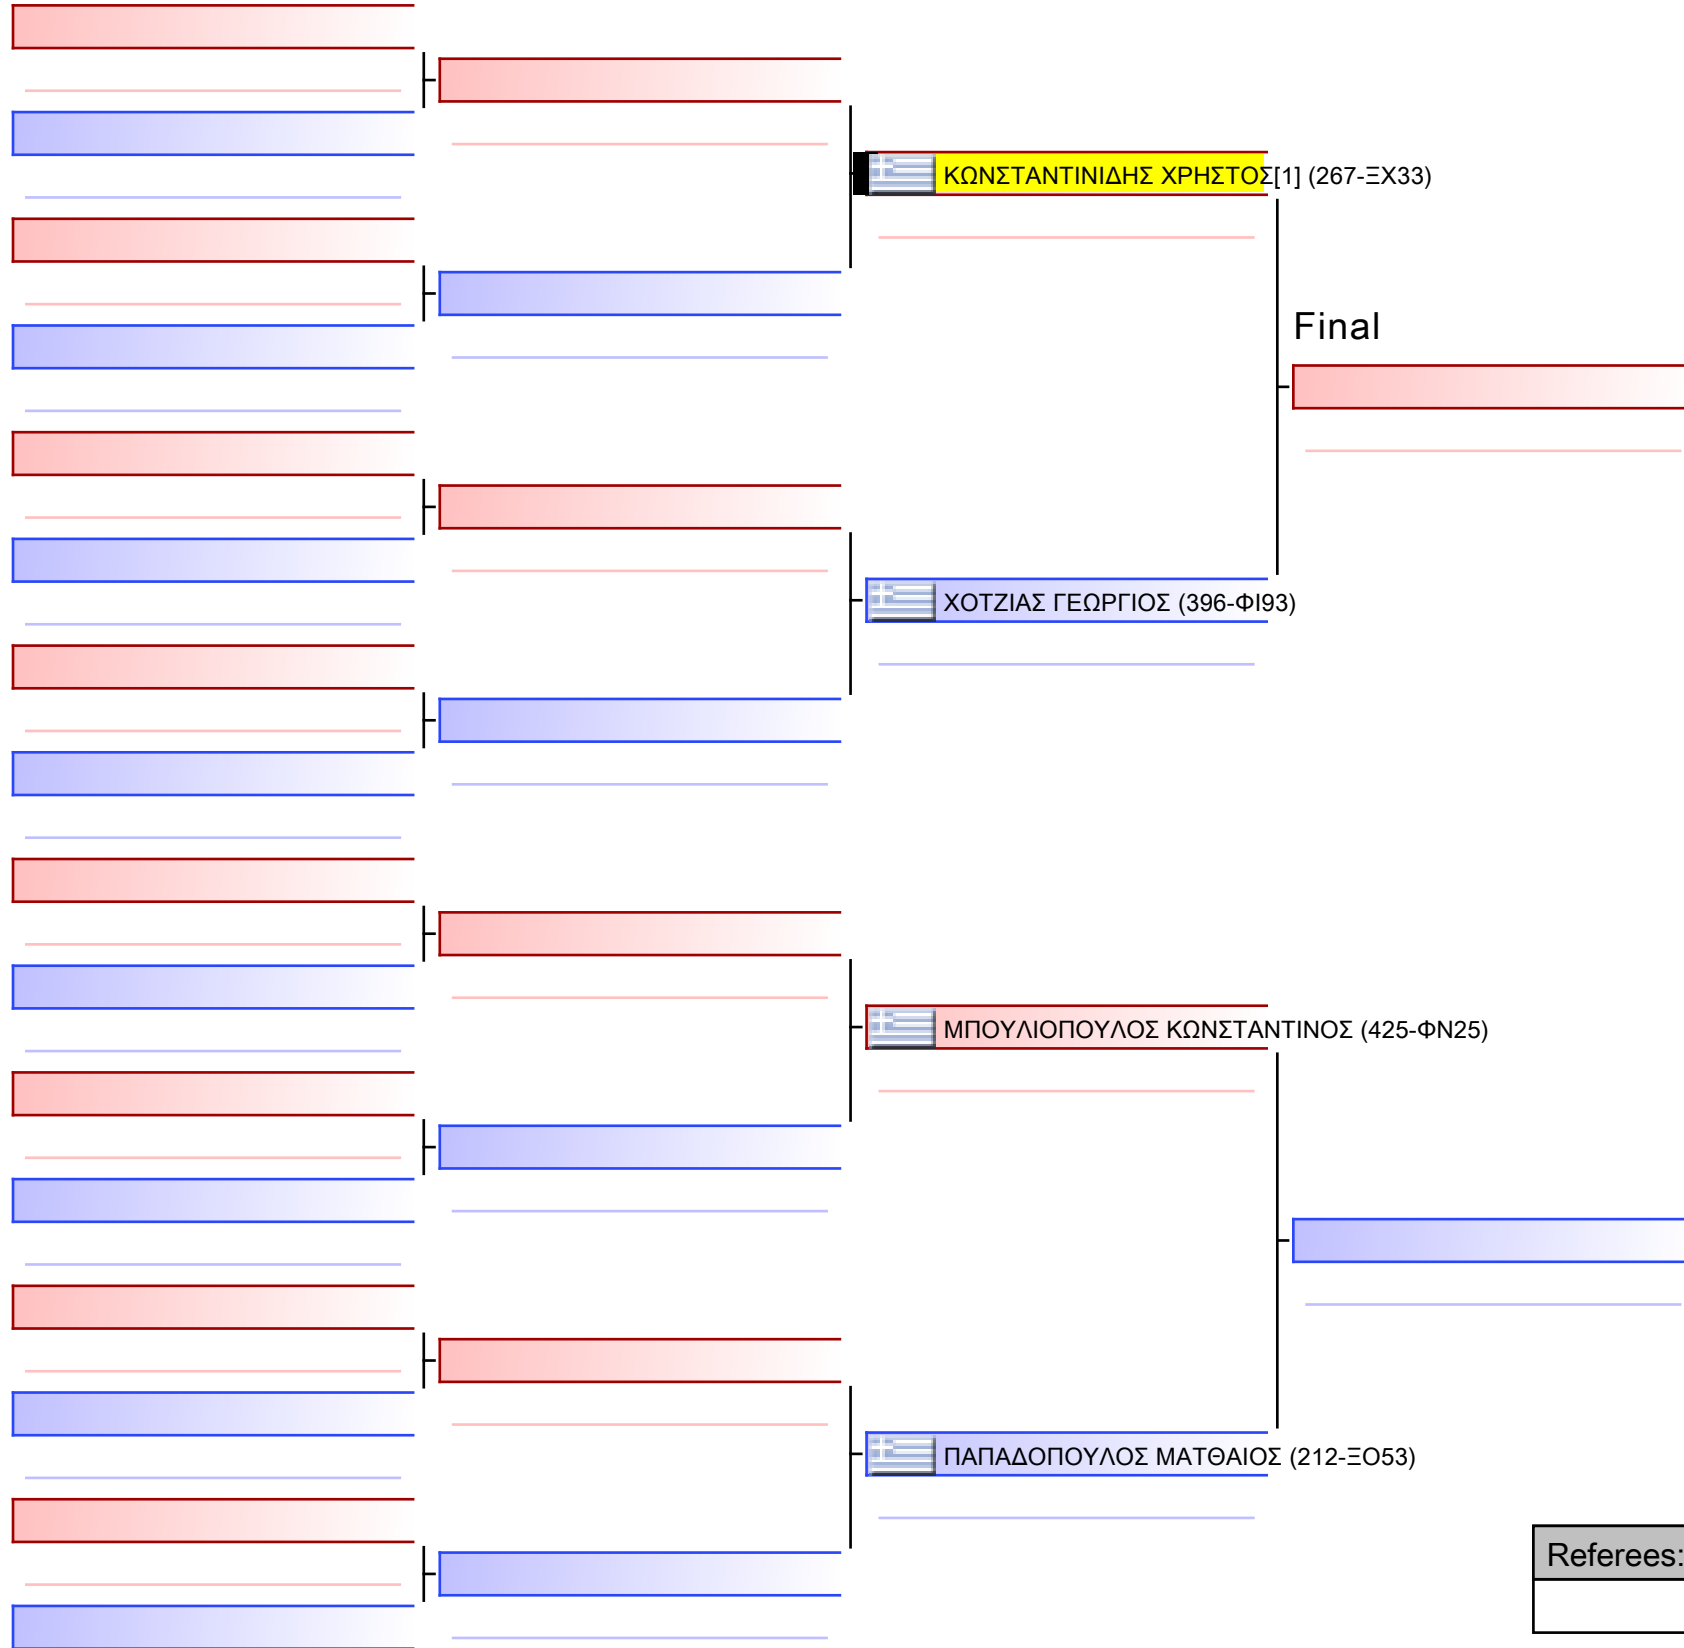 ΚΩΝΣΤΑΝΤΙΝΙΔΗΣ ΧΡΗΣΤΟΣ[1] (267-ΞΧ33)
Final
ΧΟΤΖΙΑΣ ΓΕΩΡΓΙΟΣ (396-ΦΙ93)
ΜΠΟΥΛΙΟΠΟΥΛΟΣ ΚΩΝΣΤΑΝΤΙΝΟΣ (425-ΦΝ25)
ΠΑΠΑΔΟΠΟΥΛΟΣ ΜΑΤΘΑΙΟΣ (212-ΞΟ53)
Referees: